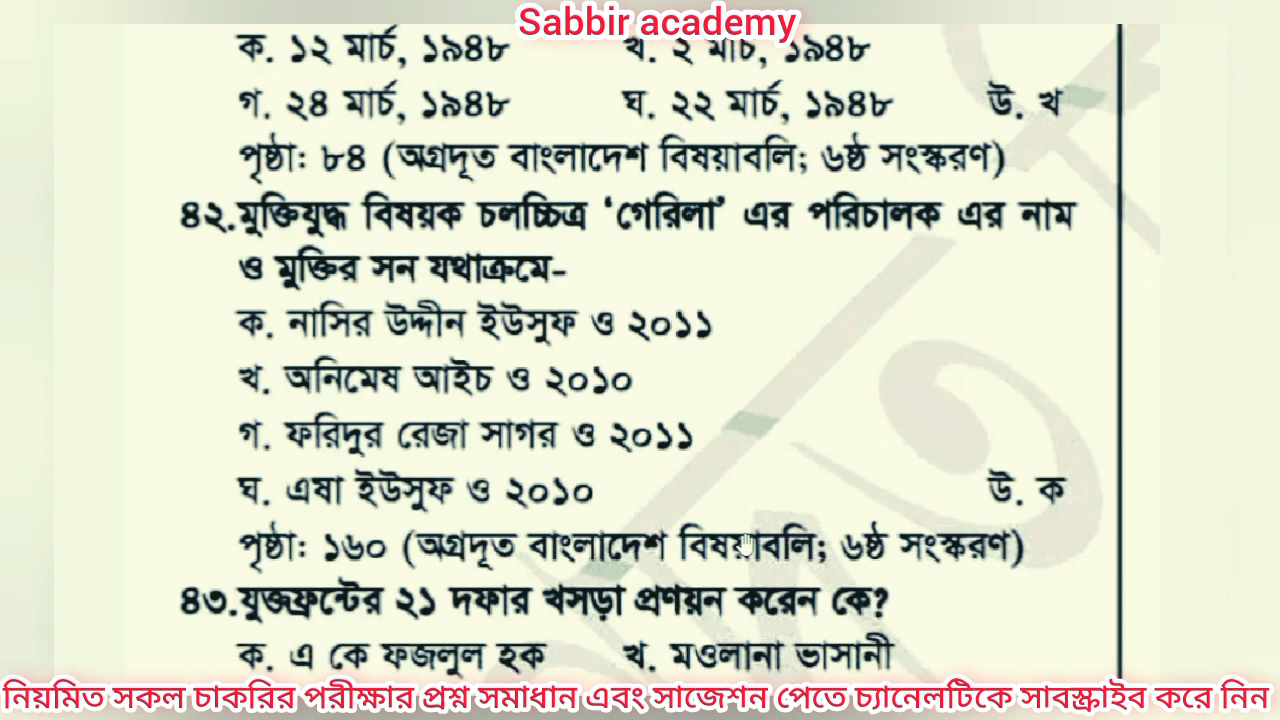 Sabbir academy
ক. ১২ মার্চ, ১৯৪৮ খ. ২ মার্চ, ১৯৪৮
গ. ২৪ মার্চ, ১৯৪৮ ঘ. ২২ মার্চ, ১৯৪৮ উ. খ
পৃষ্ঠা: ৮৪ (অগ্রদূত বাংলাদেশ বিষয়াবলি; ৬ষ্ঠ সংস্করণ)
৪২.মুক্তিযুদ্ধ বিষয়ক চলচ্চিত্র ‘গেরিলা’ এর পরিচালক এর নাম
ও মুক্তির সন যথাক্রমে-
ক. নাসির উদ্দীন ইউসুফ ও ২০১১
খ. অনিমেষ আইচ ও ২০১০
গ. ফরিদুর রেজা সাগর ও ২০১১
ঘ. এষা ইউসুফ ও ২০১০ উ. ক
পৃষ্ঠা: ১৬০ (অগ্রদূত বাংলাদেশ বিষয়াবলি; ৬ষ্ঠ সংস্করণ)
৪৩.যুক্তফ্রন্টের ২১ দফার খসড়া প্রণয়ন করেন কে?
ক. এ কে ফজলুল হক খ. মওলানা ভাসানী
নিয়মিত সকল চাকরির পরীক্ষার প্রশ্ন সমাধান এবং সাজেশন পেতে চ্যানেলটিকে সাবস্ক্রাইব করে নিন